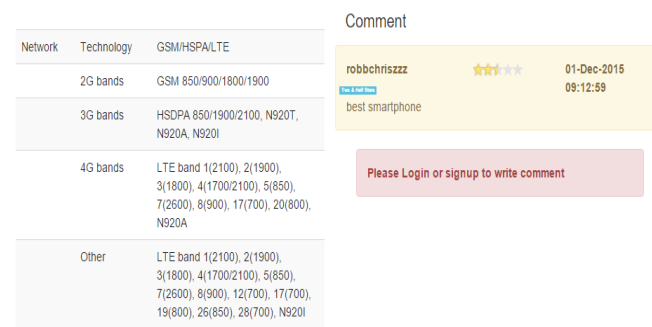 Network Technology GSM/HSPA/LTE
2G bands GSM 850/900/1800/1900
3G bands HSDPA 850/1900/2100, N920T,
N920A, N920I
4G bands LTE band 1(2100), 2(1900),
3(1800), 4(1700/2100), 5(850),
7(2600), 8(900), 17(700), 20(800),
N920A
Other LTE band 1(2100), 2(1900),
3(1800), 4(1700/2100), 5(850),
7(2600), 8(900), 12(700), 17(700),
19(800), 26(850), 28(700), N920I
Comment
robbchriszzz 01-Dec-2015
09:12:59
Two & Half Stars
best smartphone
Please Login or signup to write comment